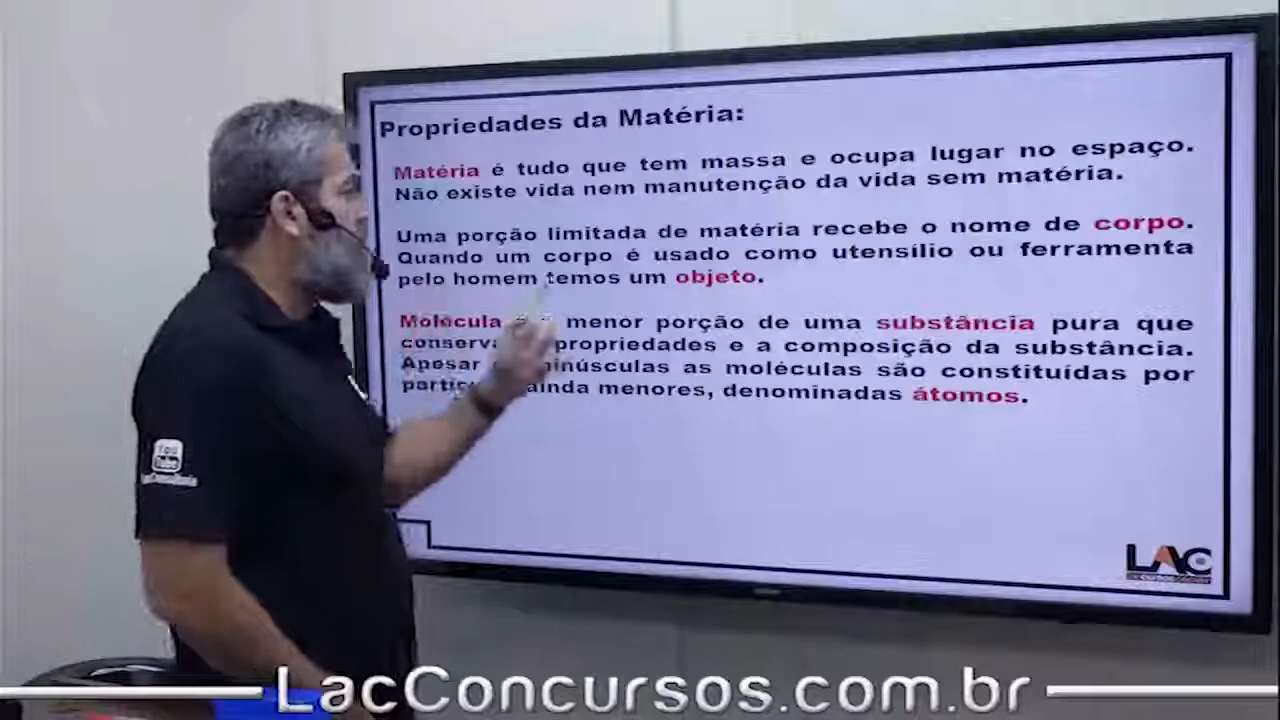 Propriedades da Matéria:
Matéria é tudo que tem massa e ocupa lugar no espaço.
Não existe vida nem manutenção da vida sem matéria.
Uma porção limitada de matéria recebe o nome de corpo.
Quando um corpo é usado como utensílio ou ferramenta
pelo homem temos um objeto.
Molécula menor porção de uma substância pura que
propriedades e a composição da substância.
Apesar as moléculas são constituídas por
ainda menores, denominadas átomos.
LAC
You
Tube
LacConcursos.com.br